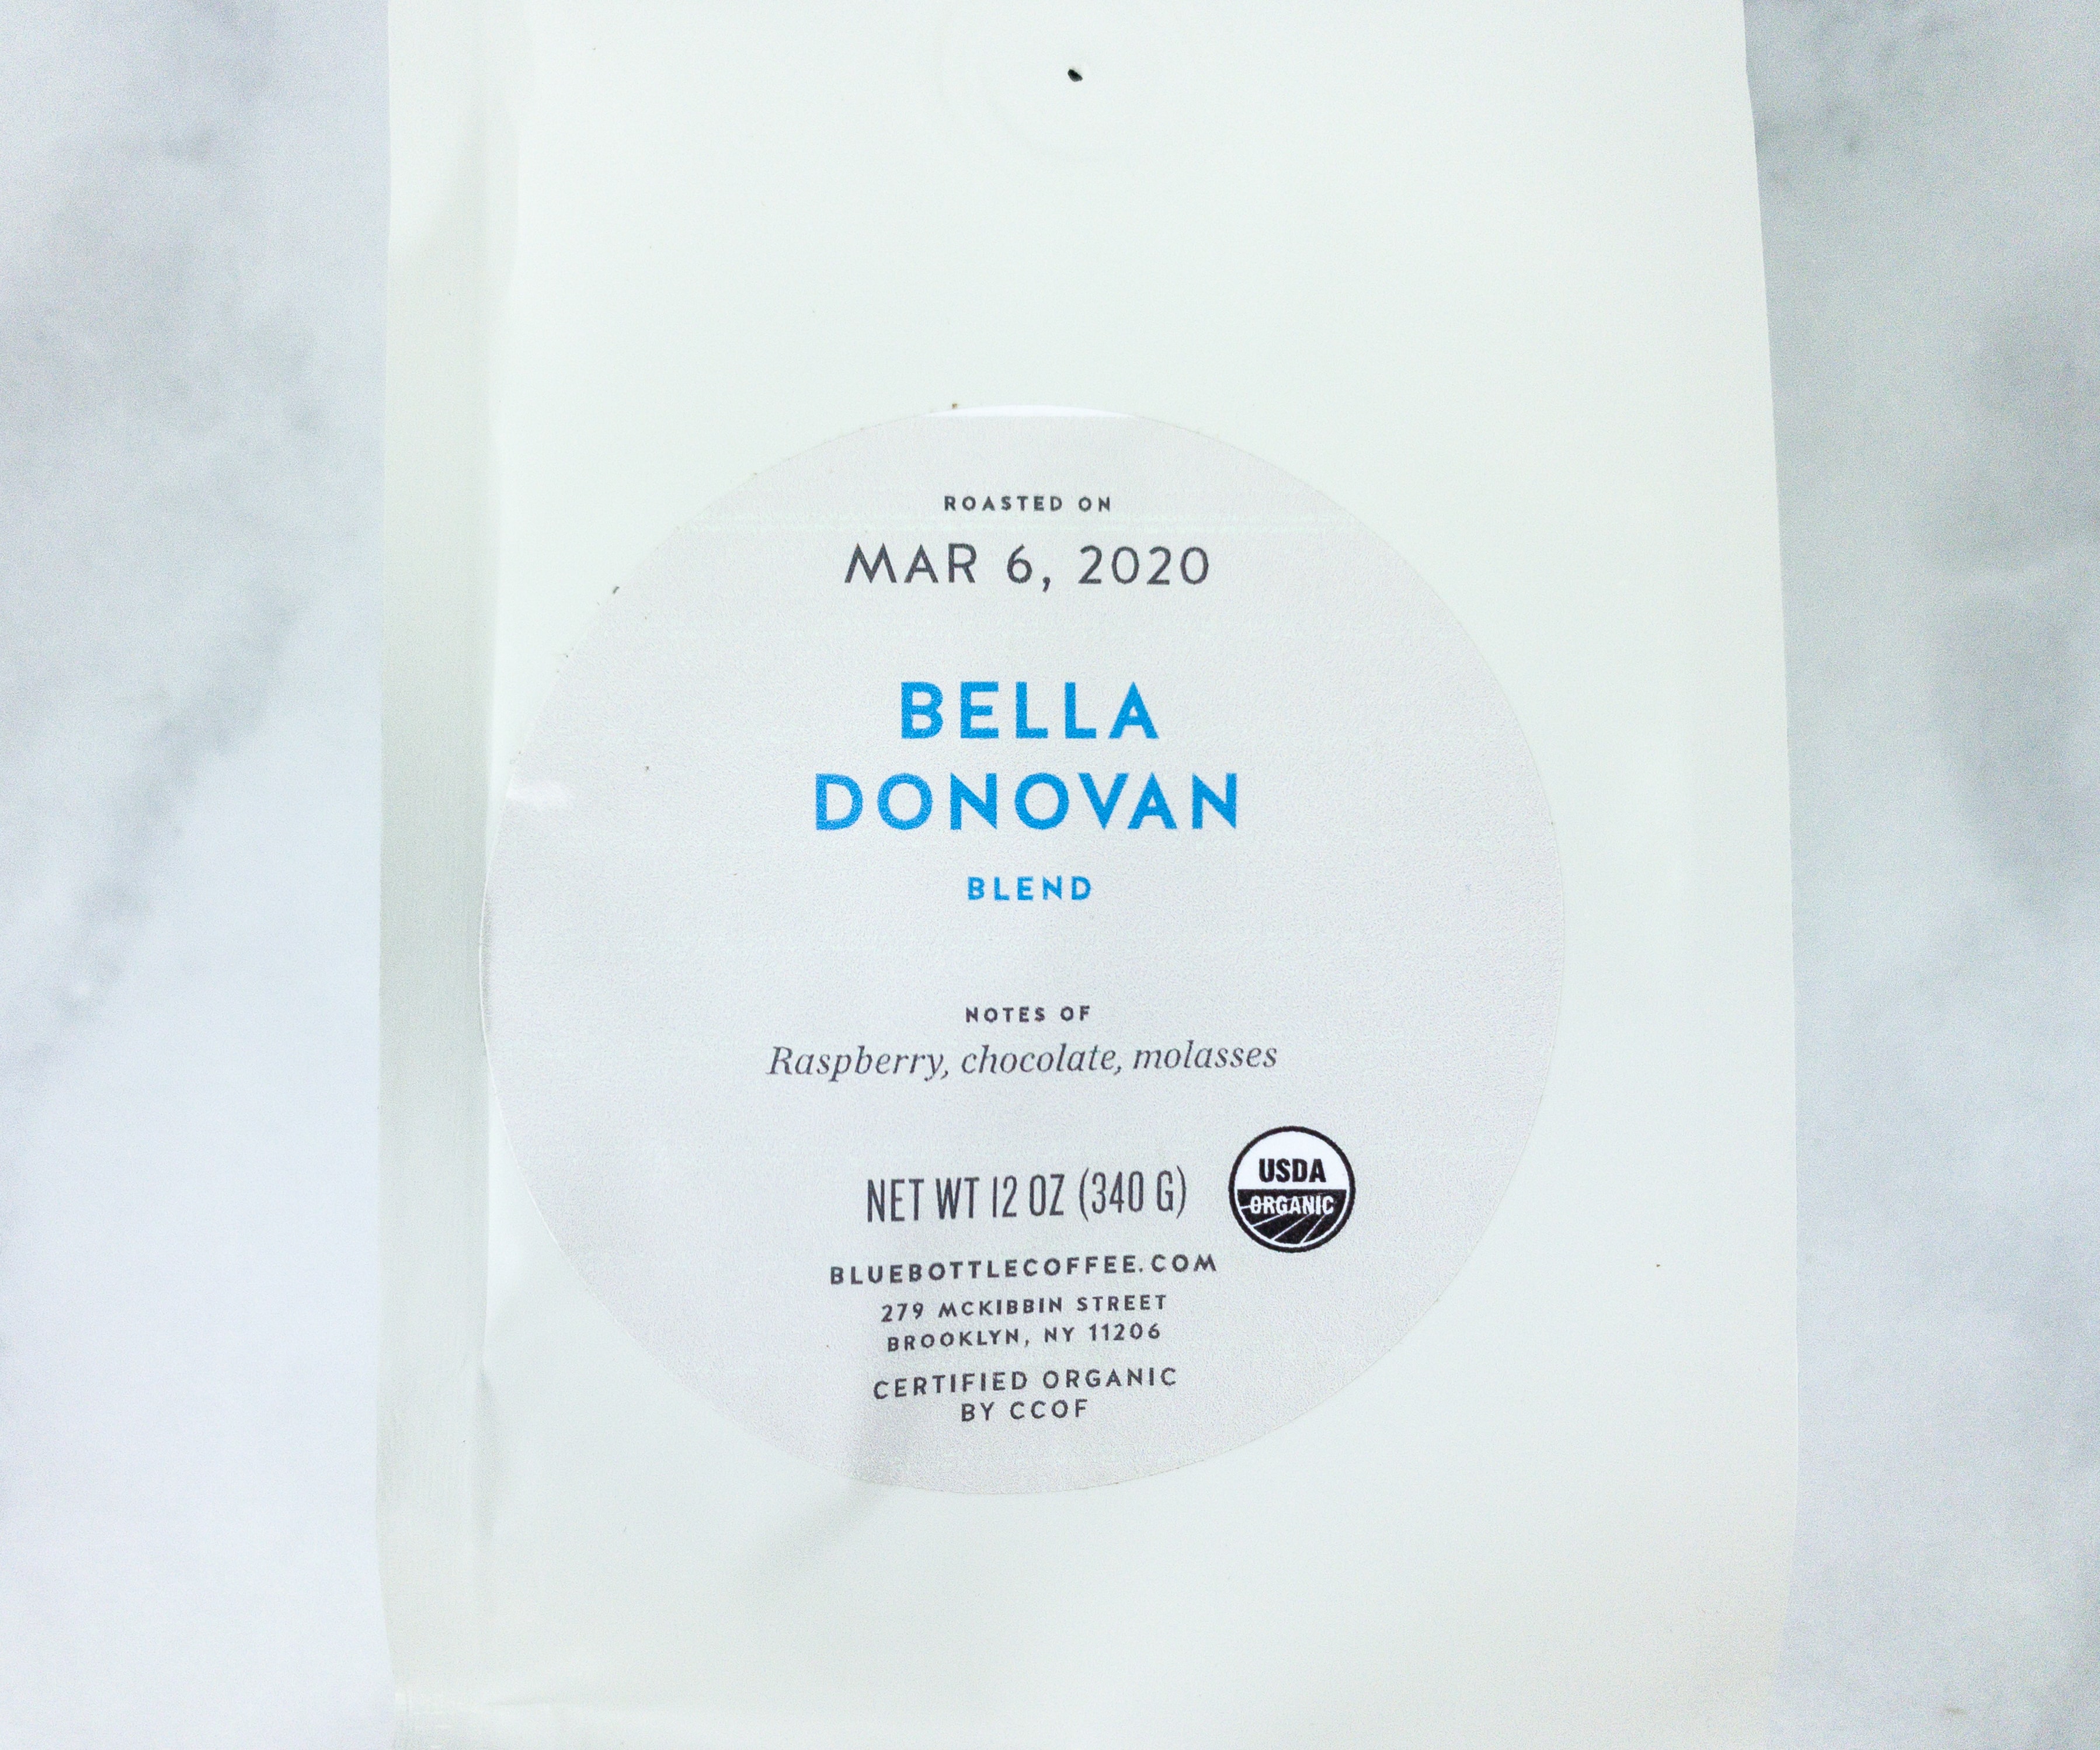 ROASTED ON
MAR 6, 2020
BELLA
DONOVAN
BLEND
NOTES OF
Raspberry, chocolate, molasses
NET WT 12 OZ (340 G)
USDA
ORGANIC
BLUEBOTTLECOFFEE.COM
279 MCKIBBIN STREET
BROOKLYN, NY 11206
CERTIFIED ORGANIC
BY CCOF